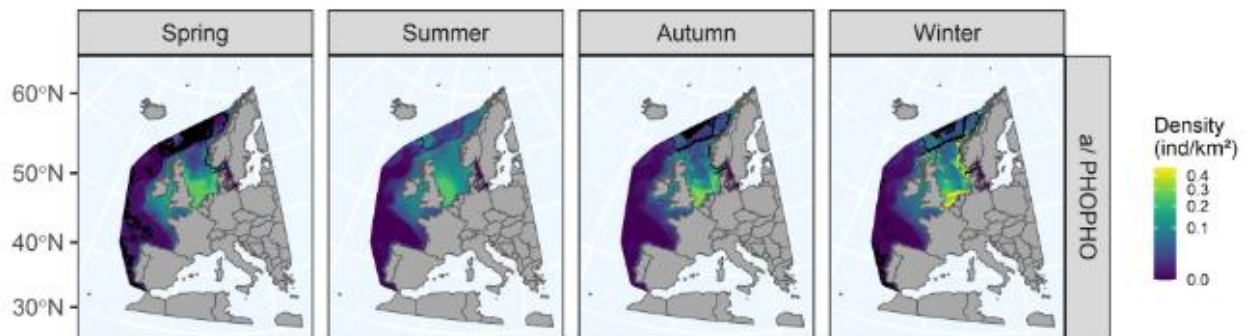 Spring Summer Autumn Winter
60°N
50°N
40°N
30°N
a/ PHOPHO
Density
(ind/km²)
0.4
0.3
0.2
0.1
0.0